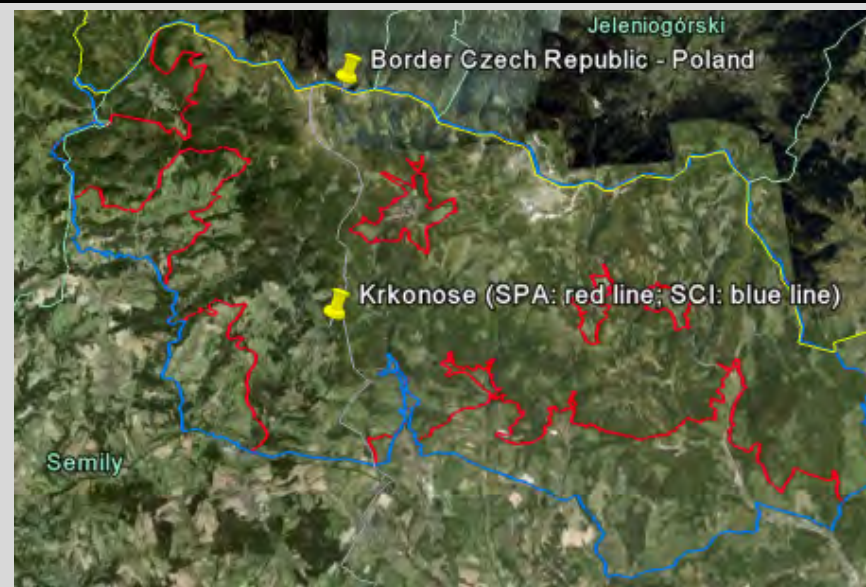 Jeleniogórski
Border Czech Republic - Poland
Krkonose (SPA: red line; SCI: blue line)
Semily